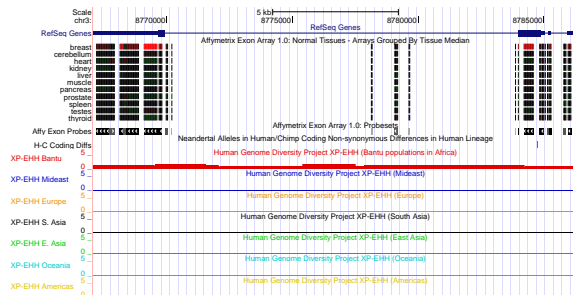 Scale 5 kb
chr3: 8770000 8775000 8780000 8785000
RefSeq Genes
RefSeq Genes
Affymetrix Exon Array 1.0: Normal Tissues - Arrays Grouped By Tissue Median
breast
cerebellum
heart
kidney
liver
muscle
pancreas
prostate
spleen
testes
thyroid
Affymetrix Exon Array 1.0: Probesets
Affy Exon Probes
Neandertal Alleles in Human/Chimp Coding Non-synonymous Differences in Human Lineage
H-C Coding Diffs
Human Genome Diversity Project XP-EHH (Bantu populations in Africa)
5
XP-EHH Bantu
0
Human Genome Diversity Project XP-EHH (Mideast)
5
XP-EHH Mideast
0
Human Genome Diversity Project XP-EHH (Europe)
5
XP-EHH Europe
0
Human Genome Diversity Project XP-EHH (South Asia)
5
XP-EHH S. Asia
0
Human Genome Diversity Project XP-EHH (East Asia)
5
XP-EHH E. Asia
0
Human Genome Diversity Project XP-EHH (Oceania)
5
XP-EHH Oceania
0
Human Genome Diversity Project XP-EHH (Americas)
5
XP-EHH Americas
0